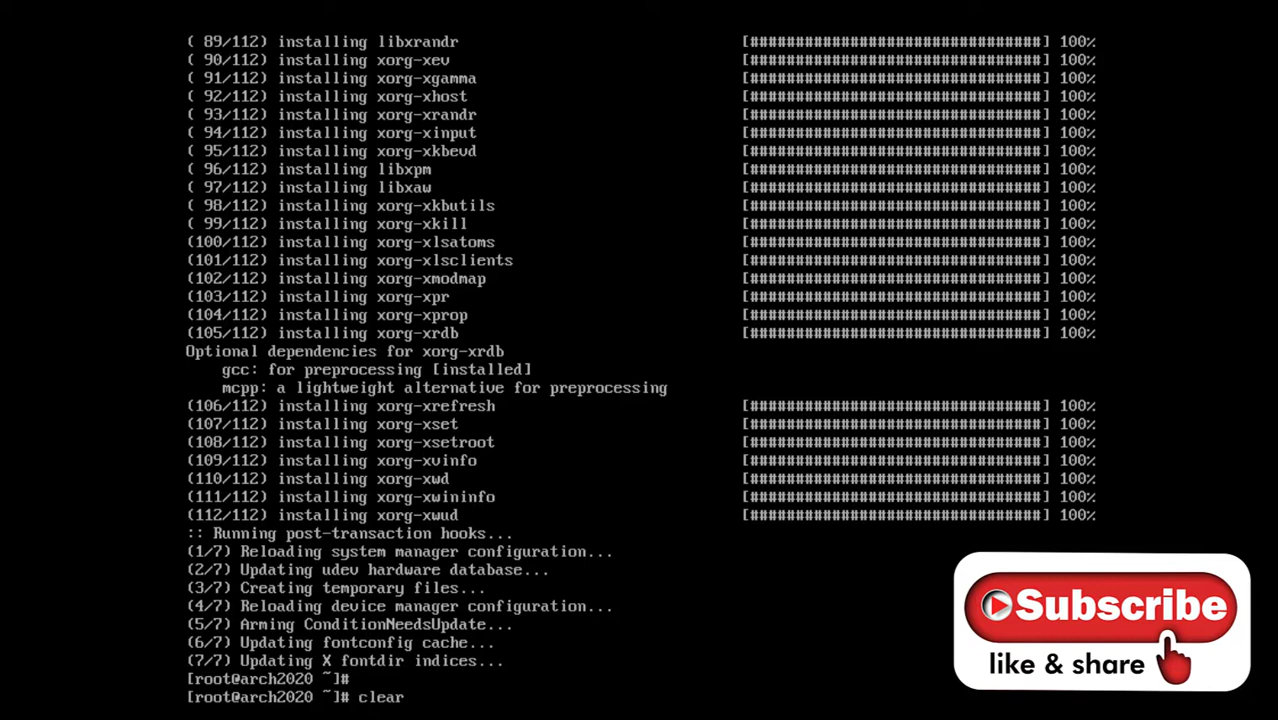 ( 89/112) installing libxrandr [################################] 100%
( 90/112) installing xorg-xev [################################] 100%
( 91/112) installing xorg-xgamma [################################] 100%
( 92/112) installing xorg-xhost [################################] 100%
( 93/112) installing xorg-xrandr [################################] 100%
( 94/112) installing xorg-xinput [################################] 100%
( 95/112) installing xorg-xkbevd [################################] 100%
( 96/112) installing libxpm [################################] 100%
( 97/112) installing libxaw [################################] 100%
( 98/112) installing xorg-xkbutils [################################] 100%
( 99/112) installing xorg-xkill [################################] 100%
(100/112) installing xorg-xlsatoms [################################] 100%
(101/112) installing xorg-xlsclients [################################] 100%
(102/112) installing xorg-xmodmap [################################] 100%
(103/112) installing xorg-xpr [################################] 100%
(104/112) installing xorg-xprop [################################] 100%
(105/112) installing xorg-xrdb [################################] 100%
Optional dependencies for xorg-xrdb
gcc: for preprocessing [installed]
mcpp: a lightweight alternative for preprocessing
(106/112) installing xorg-xrefresh [################################] 100%
(107/112) installing xorg-xset [################################] 100%
(108/112) installing xorg-xsetroot [################################] 100%
(109/112) installing xorg-xvinfo [################################] 100%
(110/112) installing xorg-xwd [################################] 100%
(111/112) installing xorg-xwininfo [################################] 100%
(112/112) installing xorg-xwud [################################] 100%
:: Running post-transaction hooks...
(1/7) Reloading system manager configuration...
(2/7) Updating udev hardware database...
(3/7) Creating temporary files...
(4/7) Reloading device manager configuration...
(5/7) Arming ConditionNeedsUpdate...
(6/7) Updating fontconfig cache...
(7/7) Updating X fontdir indices...
[root@arch2020 ~]#
[root@arch2020 ~]# clear
Subscribe
like & share